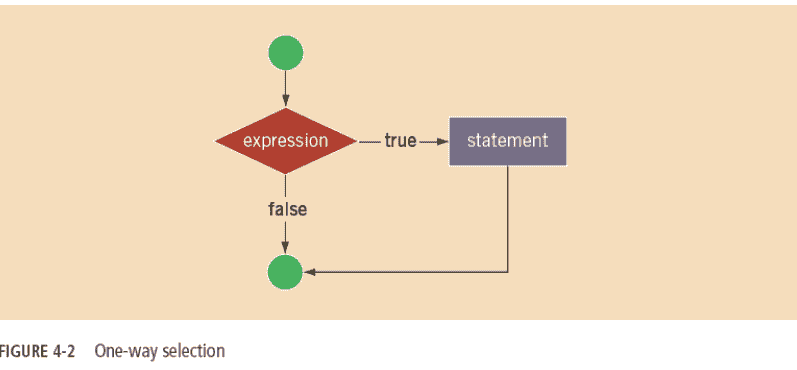 expression
true
statement
false
FIGURE 4-2 One-way selection